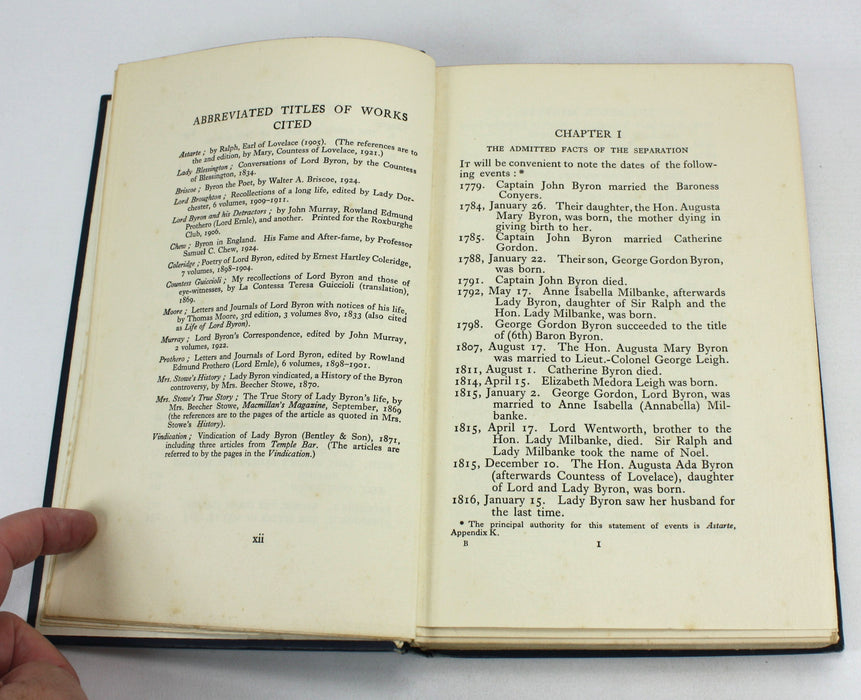 ABBREVIATED TITLES OF WORKS
CITED
Astarte; by Ralph, Earl of Lovelace (1905). (The references are to
the 2nd edition, by Mary, Countess of Lovelace, 1921.)
Lady Blessington; Conversations of Lord Byron, by the Countess
of Blessington, 1834.
Briscoe; Byron the Poet, by Walter A. Briscoe, 1924.
Lord Broughton; Recollections of a long life, edited by Lady Dor-
chester, 6 volumes, 1909-1911.
Lord Byron and his Detractors; by John Murray, Rowland Edmund
Prothero (Lord Ernle), and another. Printed for the Roxburghe
Club, 1906.
Chew; Byron in England. His Fame and After-fame, by Professor
Samuel C. Chew, 1924.
Coleridge; Poetry of Lord Byron, edited by Ernest Hartley Coleridge,
7 volumes, 1898-1904.
Countess Guiccioli; My recollections of Lord Byron and those of
eye-witnesses, by La Contessa Teresa Guiccioli (translation),
1869.
Moore; Letters and Journals of Lord Byron with notices of his life,
by Thomas Moore, 3rd edition, 3 volumes 8vo, 1833 (also cited
as Life of Lord Byron).
Murray; Lord Byron's Correspondence, edited by John Murray,
2 volumes, 1922.
Prothero; Letters and Journals of Lord Byron, edited by Rowland
Edmund Prothero (Lord Ernle), 6 volumes, 1898-1901.
Mrs. Stowe's History; Lady Byron vindicated, a History of the Byron
controversy, by Mrs. Beecher Stowe, 1870.
Mrs. Stowe's True Story; The True Story of Lady Byron's life, by
Mrs. Beecher Stowe, Macmillan's Magazine, September, 1869
(the references are to the pages of the article as quoted in Mrs.
Stowe's History).
Vindication; Vindication of Lady Byron (Bentley & Son), 1871,
including three articles from Temple Bar. (The articles are
referred to by the pages in the Vindication.)
xii
CHAPTER I
THE ADMITTED FACTS OF THE SEPARATION
IT will be convenient to note the dates of the follow-
ing events: *
1779. Captain John Byron married the Baroness
Conyers.
1784, January 26. Their daughter, the Hon. Augusta
Mary Byron, was born, the mother dying in
giving birth to her.
1785. Captain John Byron married Catherine
Gordon.
1788, January 22. Their son, George Gordon Byron,
was born.
1791. Captain John Byron died.
1792, May 17. Anne Isabella Milbanke, afterwards
Lady Byron, daughter of Sir Ralph and the
Hon. Lady Milbanke, was born.
1798. George Gordon Byron succeeded to the title
of (6th) Baron Byron.
1807, August 17. The Hon. Augusta Mary Byron
was married to Lieut.-Colonel George Leigh.
1811, August 1. Catherine Byron died.
1814, April 15. Elizabeth Medora Leigh was born.
1815, January 2. George Gordon, Lord Byron, was
married to Anne Isabella (Annabella) Mil-
banke.
1815, April 17. Lord Wentworth, brother to the
Hon. Lady Milbanke, died. Sir Ralph and
Lady Milbanke took the name of Noel.
1815, December 10. The Hon. Augusta Ada Byron
(afterwards Countess of Lovelace), daughter
of Lord and Lady Byron, was born.
1816, January 15. Lady Byron saw her husband for
the last time.
* The principal authority for this statement of events is Astarte,
Appendix K.
B 1